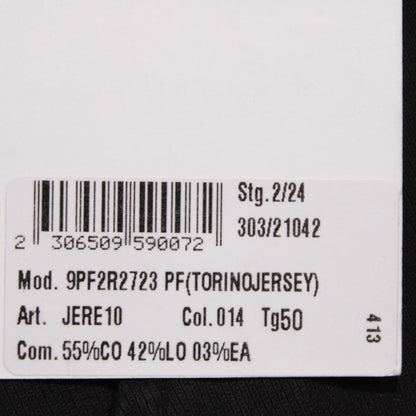 Stg.2/24
303/21042
2 306509 590072
Mod. 9PF2R2723 PF(TORINOJERSEY)
Art. JERE10 Col.014 Tg50
Com.55%CO 42%LO 03%EA
413